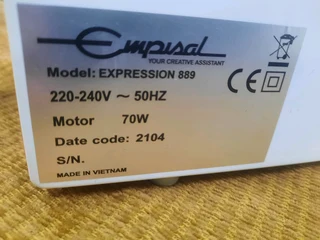 Empisal
YOUR CREATIVE ASSISTANT
Model: EXPRESSION 889
220-240V ~ 50HZ
Motor 70W
Date code: 2104
S/N.
MADE IN VIETNAM
CE